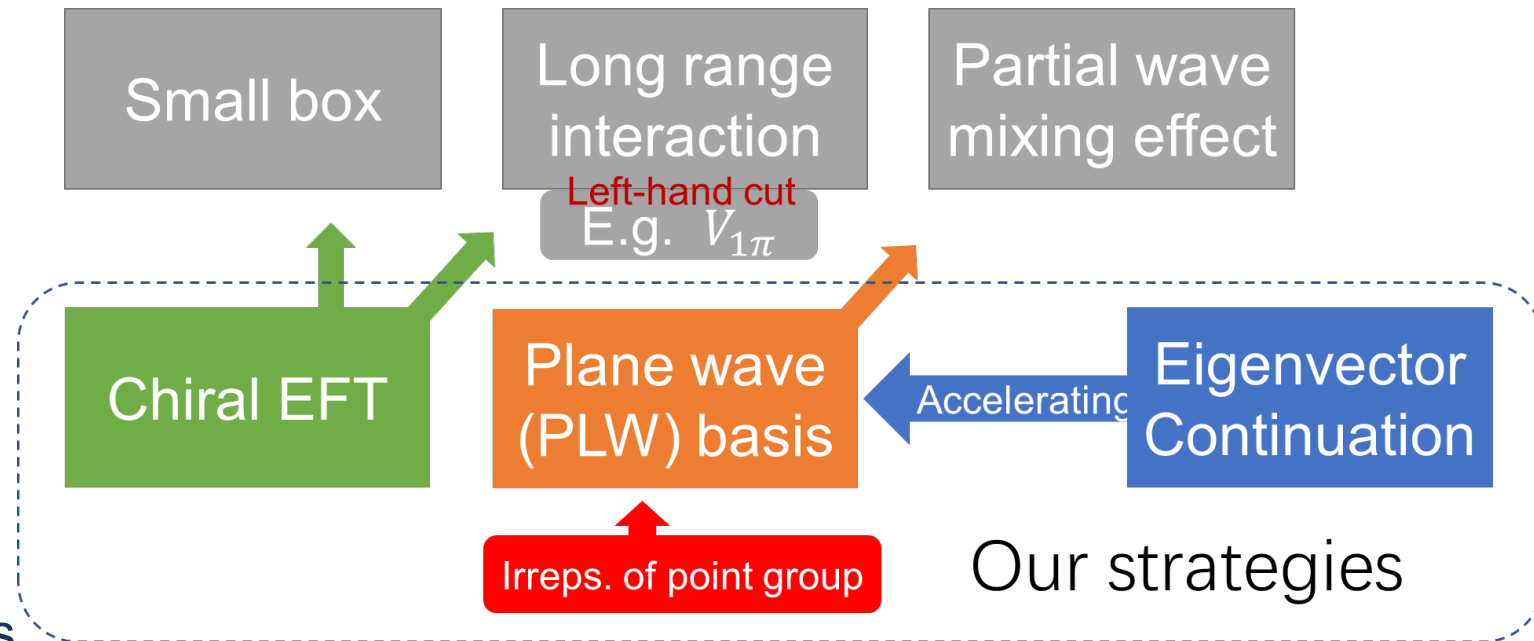 Small box
Long range
interaction
Partial wave
mixing effect
Left-hand cut
E.g. V₁π
Chiral EFT
Plane wave
(PLW) basis
Accelerating
Eigenvector
Continuation
Irreps. of point group
Our strategies
s